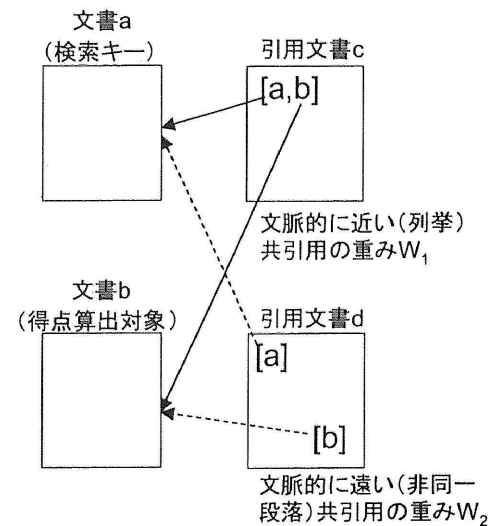 文書a
(検索キー)
引用文書c
[a,b]
文脈的に近い(列挙)
共引用の重みW₁
文書b
(得点算出対象)
引用文書d
[a]
[b]
文脈的に遠い(非同一
段落)共引用の重みW₂